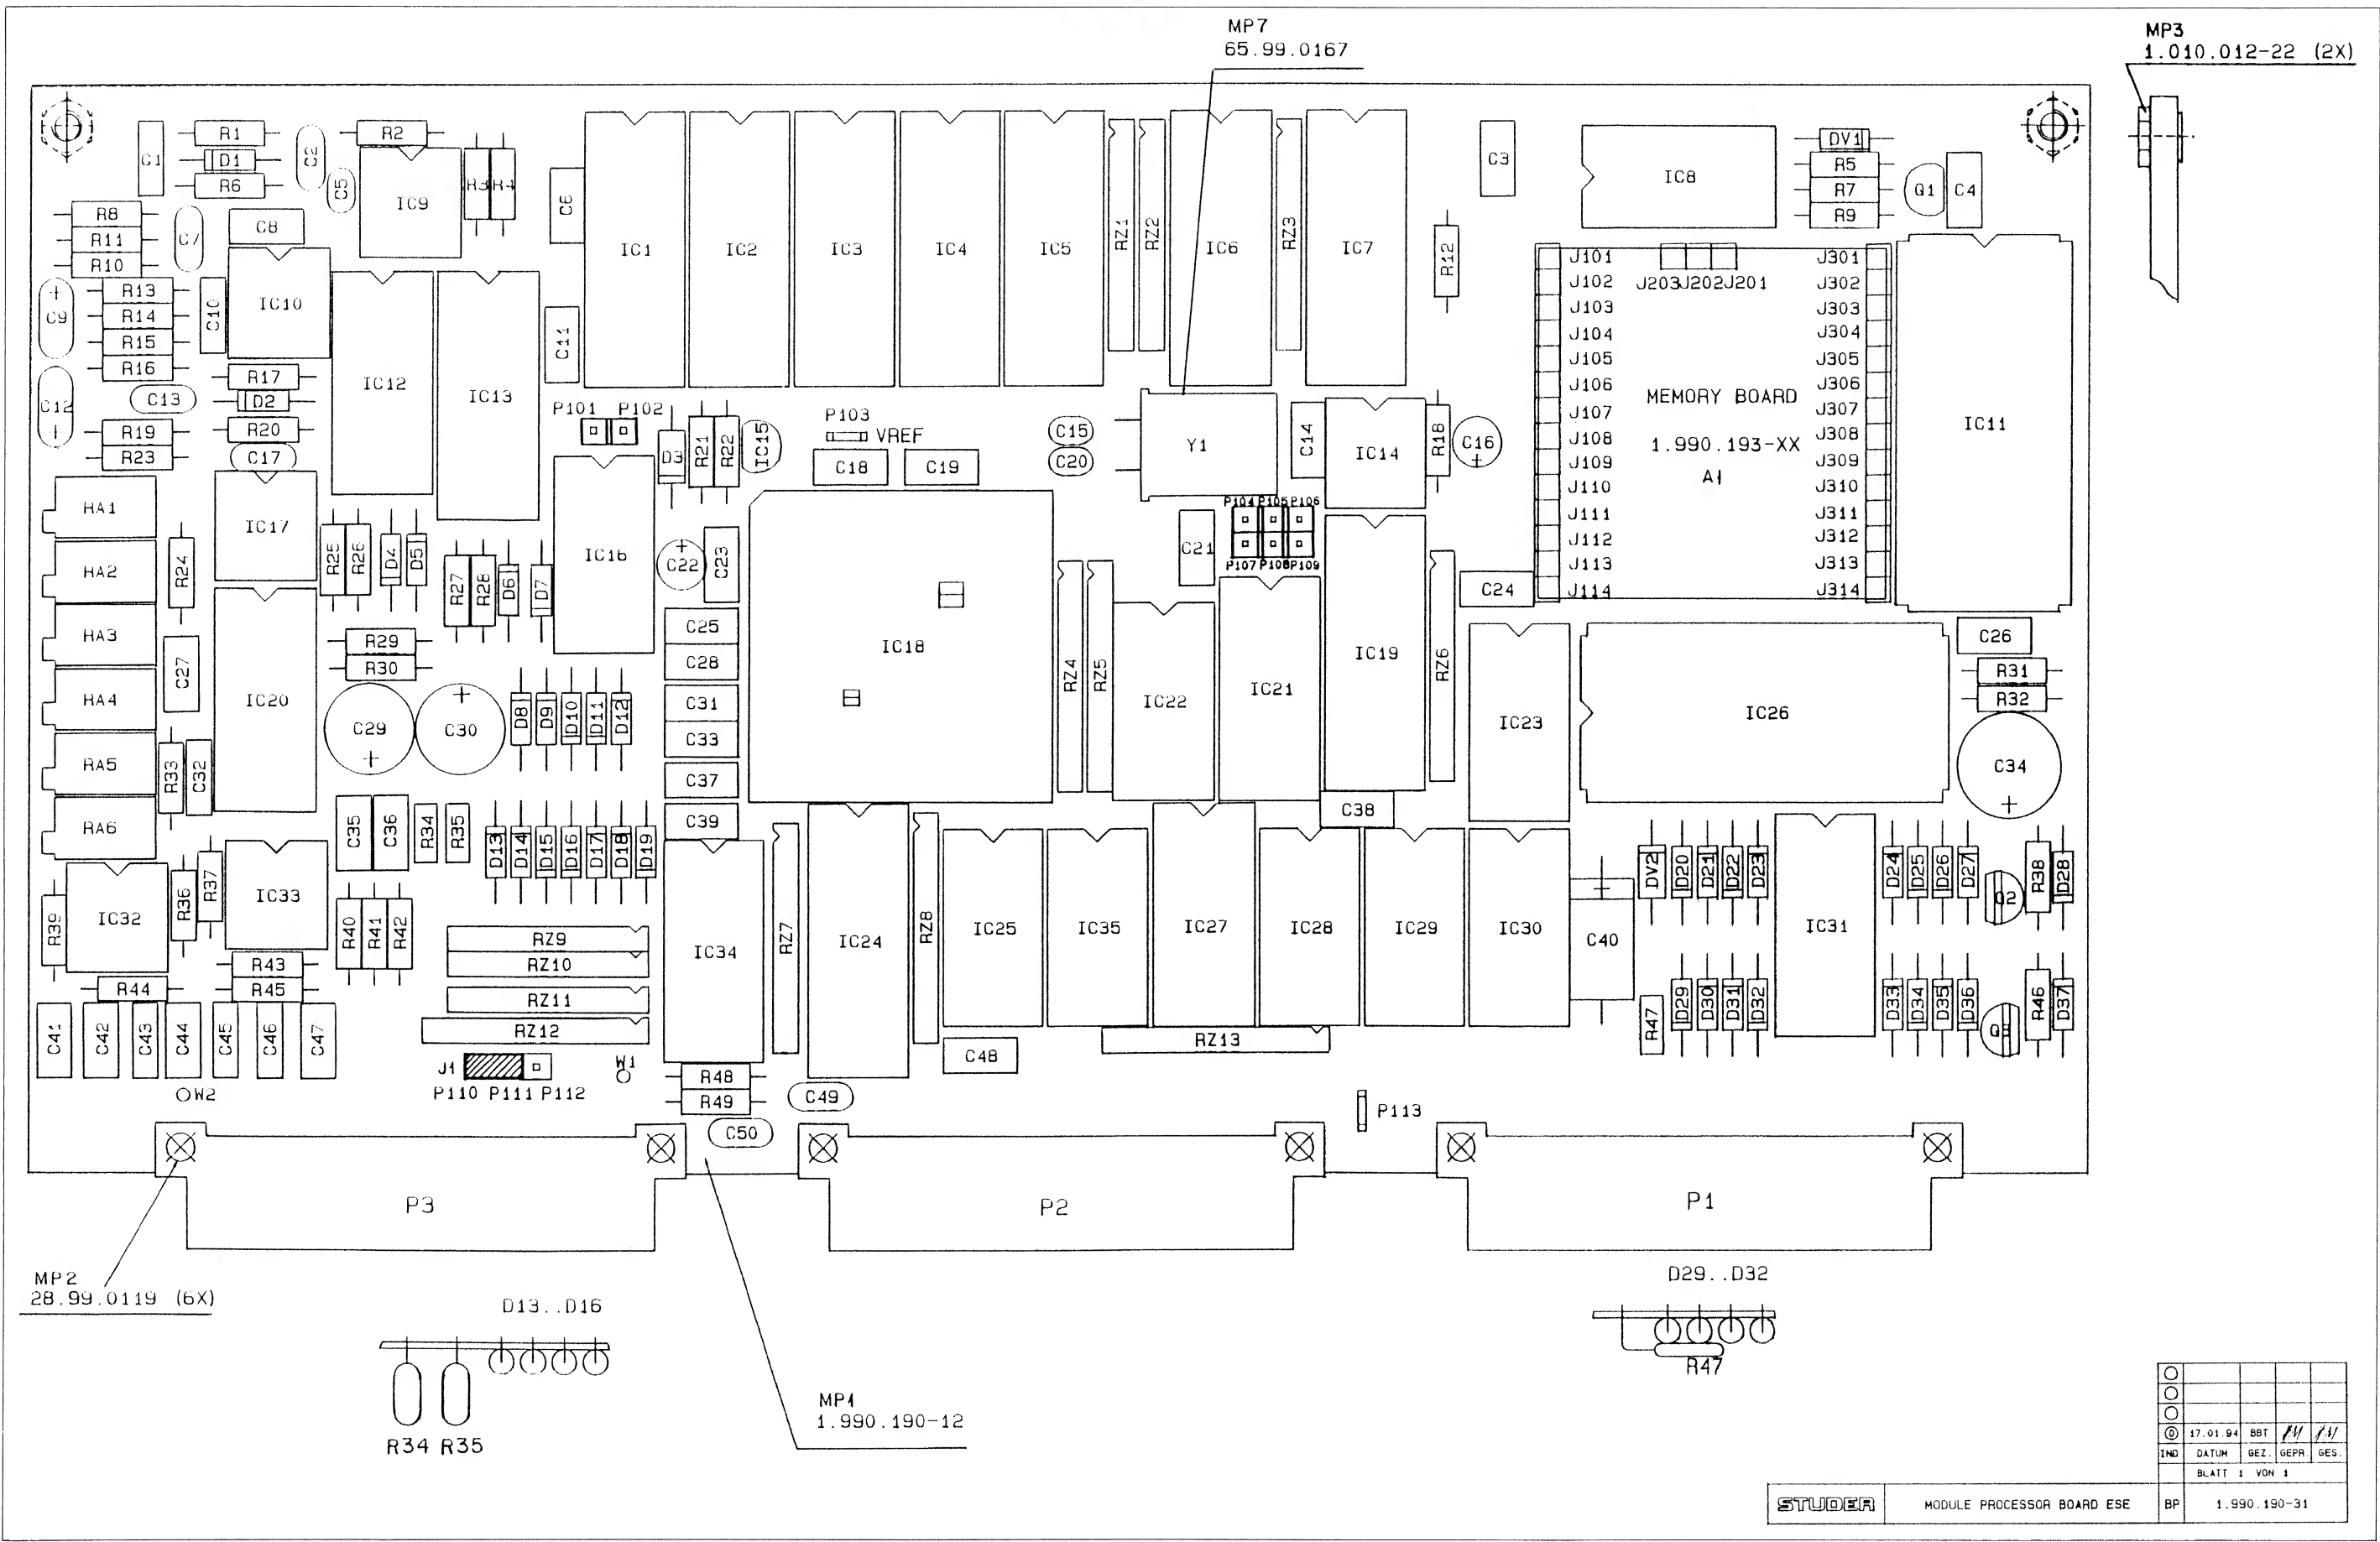 MP7
65.99.0167
MP3
1.010.012-22 (2X)
C1
R1
D1
R6
C2
C5
R2
IC9
R3
R4
C6
IC1
IC2
IC3
IC4
IC5
RZ1
RZ2
IC6
RZ3
IC7
C3
IC8
DV1
R5
R7
R9
Q1
C4
R8
R11
R10
C7
C8
R12
R13
R14
R15
R16
C9
C10
IC10
IC12
IC13
C11
J101
J102
J103
J104
J105
J106
J107
J108
J109
J110
J111
J112
J113
J114
J203J202J201
MEMORY BOARD
1.990.193-XX
A1
J301
J302
J303
J304
J305
J306
J307
J308
J309
J310
J311
J312
J313
J314
IC11
C12
C13
R17
D2
R20
R19
R23
C17
P101 P102
D3
R21
R22
IC15
P103
VREF
C18
C19
C15
C20
Y1
C14
IC14
R18
C16
P104 P105 P106
P107 P108 P109
RA1
RA2
RA3
RA4
RA5
RA6
R24
IC17
R25
R26
D4
D5
R27
R28
D6
D7
IC16
C22
C23
C21
C24
C25
C28
C31
C33
C37
C39
IC18
RZ4
RZ5
IC22
IC21
IC19
RZ6
IC23
IC26
C26
R31
R32
C34
C27
IC20
R29
R30
C29
C30
D8
D9
D10
D11
D12
R33
C32
C35
C36
R34
R35
D13
D14
D15
D16
D17
D18
D19
C38
R39
IC32
R36
R37
IC33
R40
R41
R42
RZ9
RZ10
RZ11
RZ12
IC34
RZ7
IC24
RZ8
IC25
IC35
IC27
IC28
IC29
IC30
C40
DV2
D20
D21
D22
D23
IC31
D24
D25
D26
D27
Q2
R38
D28
R43
R45
R44
C41
C42
C43
C44
C45
C46
C47
R47
D29
D30
D31
D32
D33
D34
D35
D36
Q3
R46
D37
RZ13
C48
J1
P110 P111 P112
W1
W2
R48
R49
C49
C50
P113
P3
P2
P1
MP2
28.99.0119 (6X)
D13..D16
R34 R35
MP1
1.990.190-12
D29..D32
R47
0 17.01.94 BBT
IND DATUM GEZ. GEPR. GES.
BLATT 1 VON 1
STUDER
MODULE PROCESSOR BOARD ESE
BP
1.990.190-31